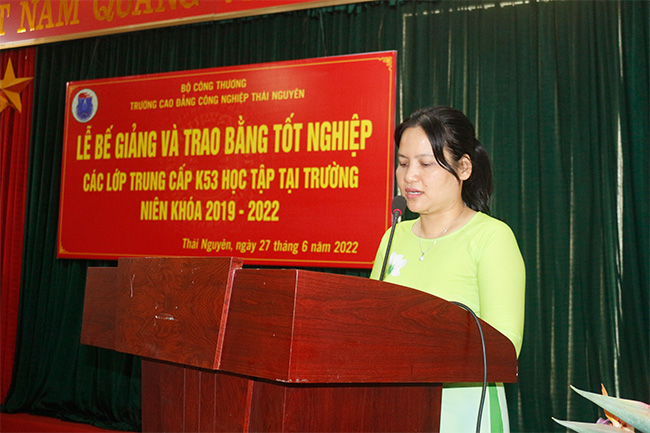 T NAM QUANG
BỘ CÔNG THƯƠNG
TRƯỜNG CAO ĐẲNG CÔNG NGHIỆP THÁI NGUYÊN
LỄ BẾ GIẢNG VÀ TRAO BẰNG TỐT NGHIỆP
CÁC LỚP TRUNG CẤP K53 HỌC TẬP TẠI TRƯỜNG
NIÊN KHÓA 2019 - 2022
Thái Nguyên, ngày 27 tháng 6 năm 2022